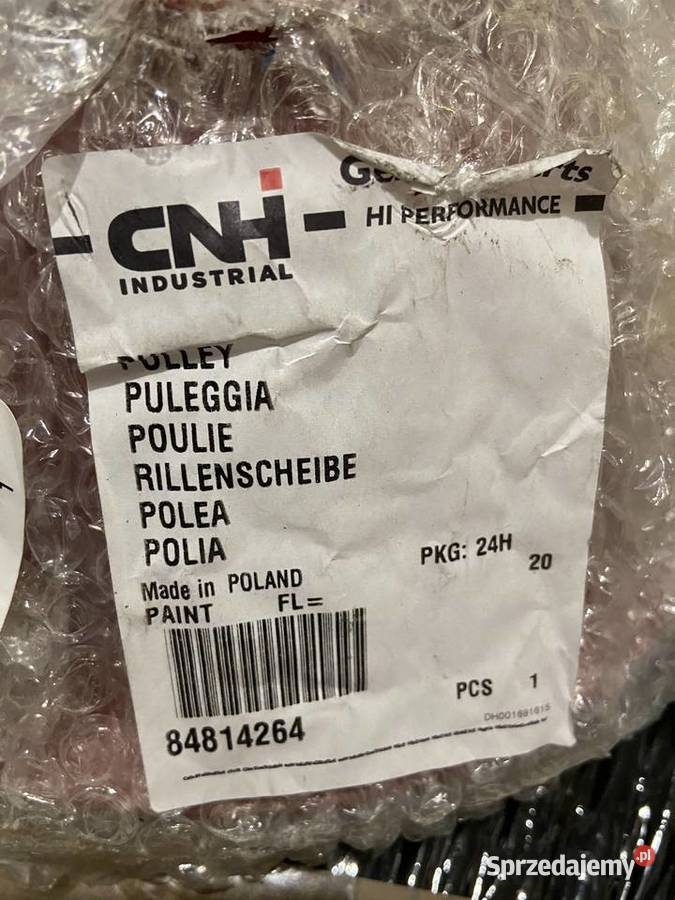 CNH
INDUSTRIAL
HI PERFORMANCE
PULLEY
PULEGGIA
POULIE
RILLENSCHEIBE
POLEA
POLIA
PKG: 24H
20
Made in POLAND
PAINT FL=
PCS 1
84814264
Sprzedajemy.pl